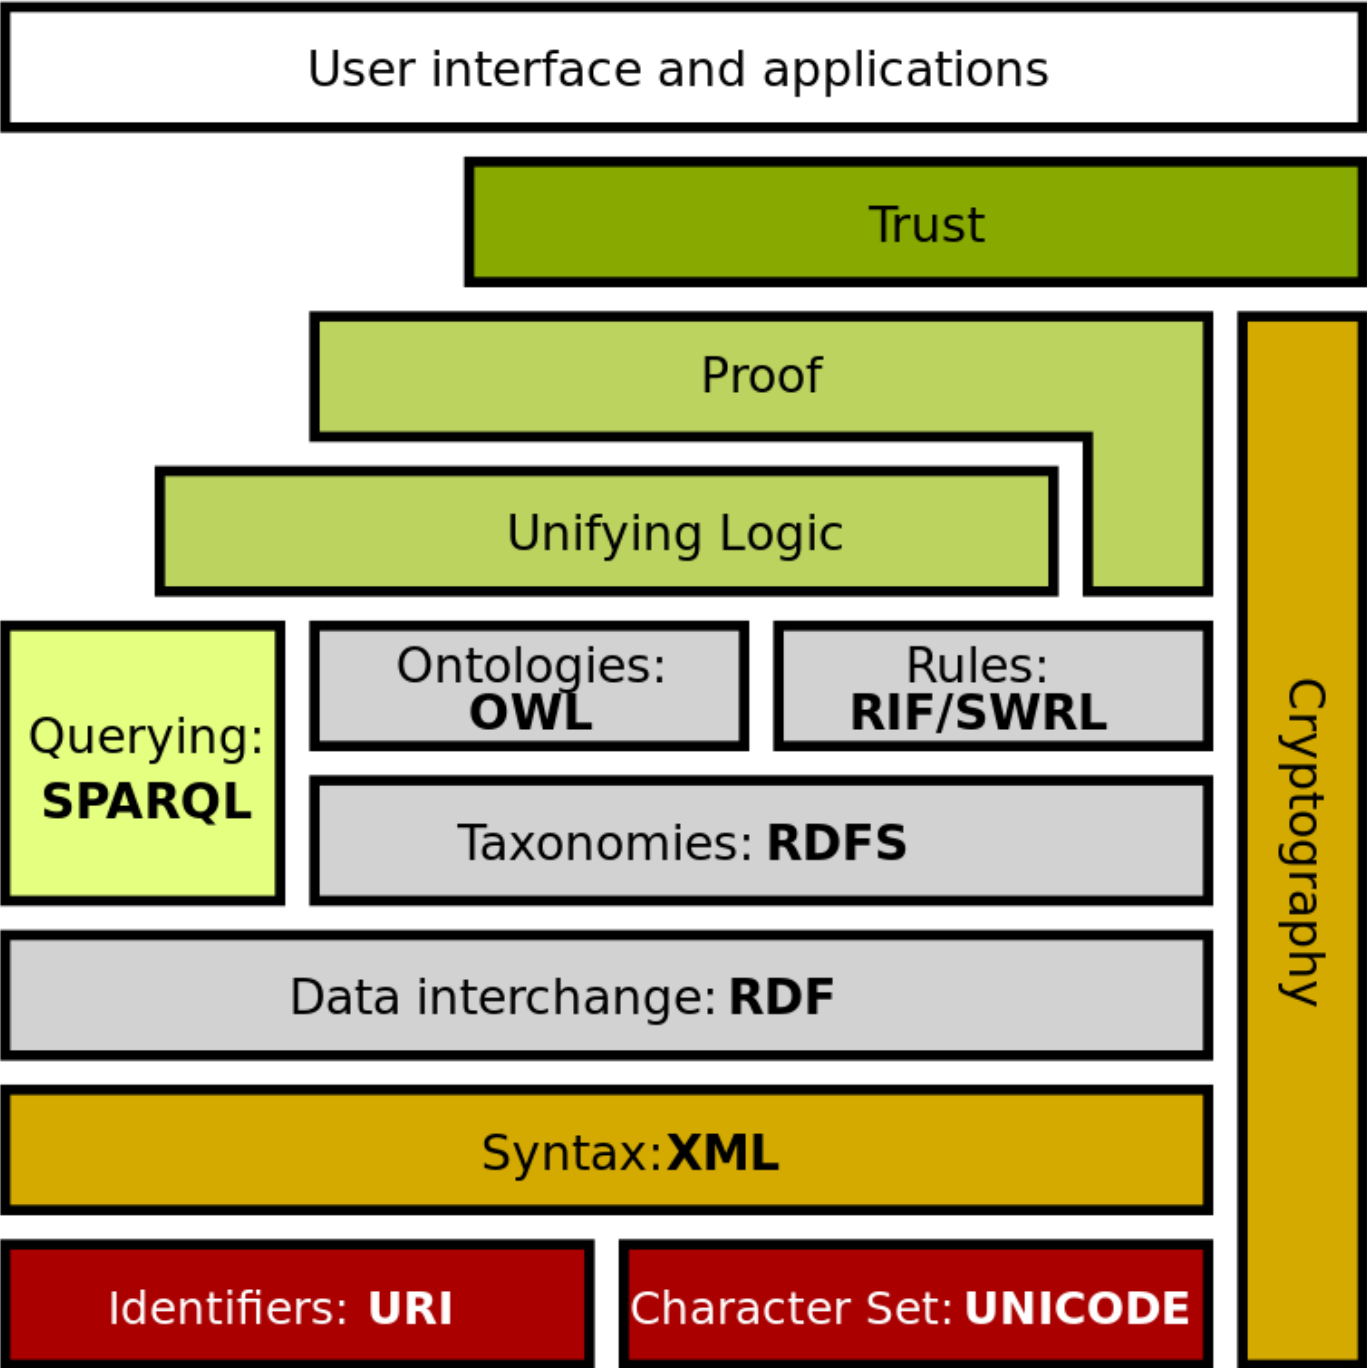 User interface and applications
Trust
Proof
Unifying Logic
Querying:
SPARQL
Ontologies:
OWL
Rules:
RIF/SWRL
Taxonomies: RDFS
Data interchange: RDF
Syntax:XML
Identifiers: URI
Character Set: UNICODE
Cryptography